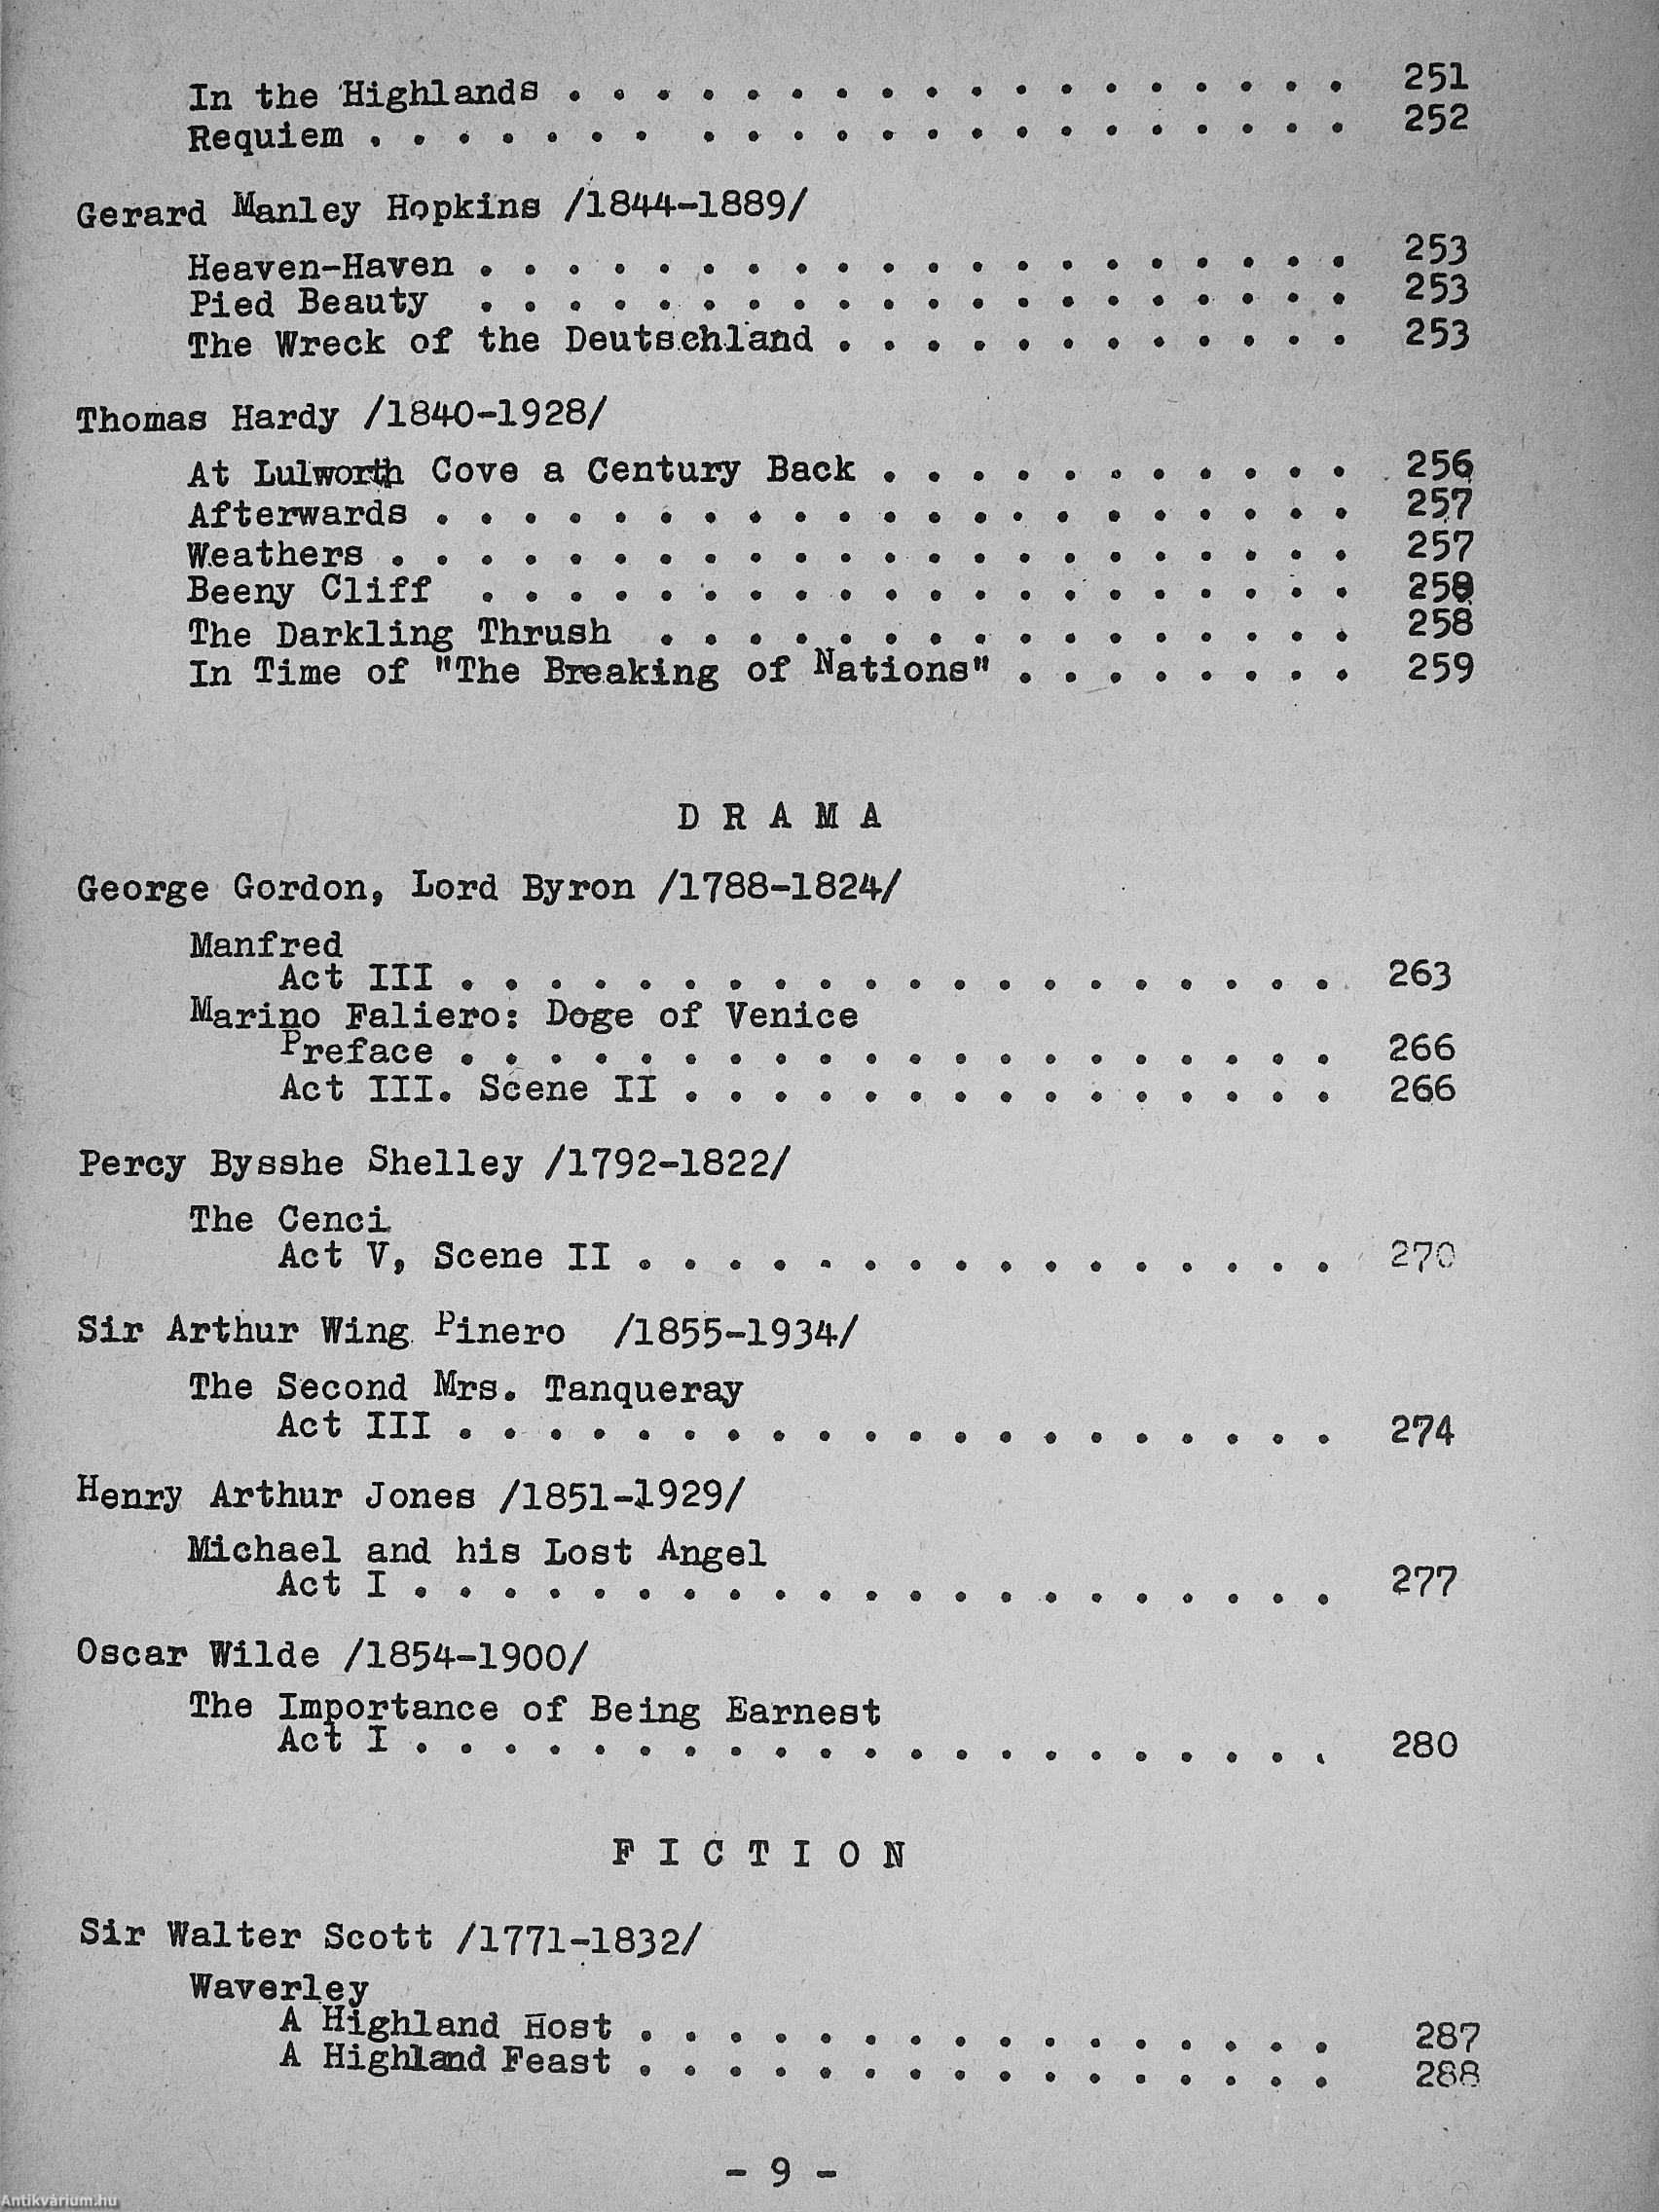 In the Highlands . . . . . . . . . . . . . . . . . . 251
Requiem . . . . . . . . . . . . . . . . . . . . . . 252
Gerard Manley Hopkins /1844-1889/
Heaven-Haven . . . . . . . . . . . . . . . . . . . . 253
Pied Beauty . . . . . . . . . . . . . . . . . . . . 253
The Wreck of the Deutschland . . . . . . . . . . . . 253
Thomas Hardy /1840-1928/
At Lulworth Cove a Century Back . . . . . . . . . . . 256
Afterwards . . . . . . . . . . . . . . . . . . . . . 257
Weathers . . . . . . . . . . . . . . . . . . . . . . 257
Beeny Cliff . . . . . . . . . . . . . . . . . . . .
The Darkling Thrush . . . . . . . . . . . . . . . . 258
In Time of "The Breaking of Nations" . . . . . . . . 259
D R A M A
George Gordon, Lord Byron /1788-1824/
Manfred
Act III . . . . . . . . . . . . . . . . . . . . 263
Marino Faliero: Doge of Venice
Preface . . . . . . . . . . . . . . . . . . . . 266
Act III. Scene II . . . . . . . . . . . . . . . 266
Percy Bysshe Shelley /1792-1822/
The Cenci
Act V, Scene II . . . . . . . . . . . . . . . . 270
Sir Arthur Wing Pinero /1855-1934/
The Second Mrs. Tanqueray
Act III . . . . . . . . . . . . . . . . . . . . 274
Henry Arthur Jones /1851-1929/
Michael and his Lost Angel
Act I . . . . . . . . . . . . . . . . . . . . . 277
Oscar Wilde /1854-1900/
The Importance of Being Earnest
Act I . . . . . . . . . . . . . . . . . . . . . 280
F I C T I O N
Sir Walter Scott /1771-1832/
Waverley
A Highland Host . . . . . . . . . . . . . . . . 287
A Highland Feast . . . . . . . . . . . . . . . . 288
- 9 -
Antikvárium.hu